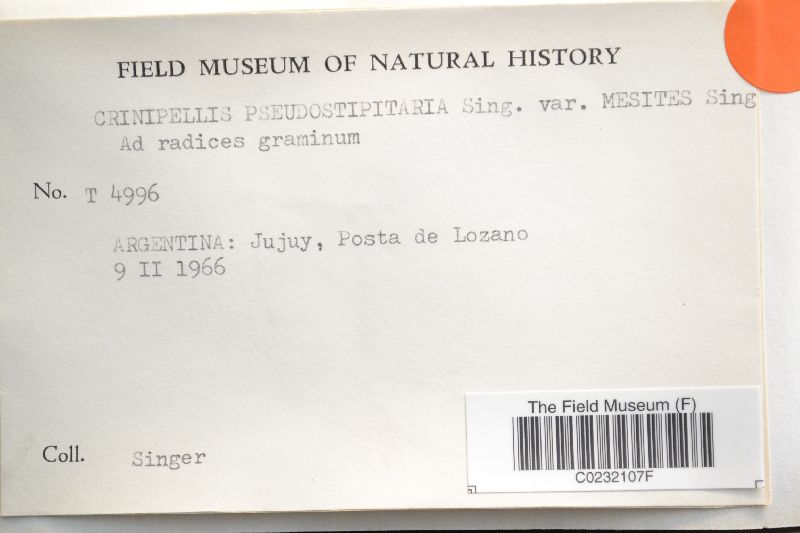 FIELD MUSEUM OF NATURAL HISTORY
CRINIPELLIS PSEUDOSTIPITARIA Sing. var. MESITES Sing
Ad radices graminum
No. T 4996
ARGENTINA: Jujuy, Posta de Lozano
9 II 1966
The Field Museum (F)
C0232107F
Coll. Singer